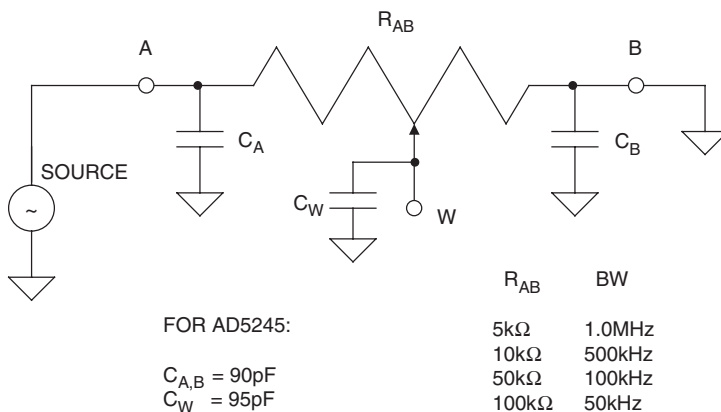 R_AB
A
B
C_A
C_B
SOURCE
~
C_W
W
R_AB BW
FOR AD5245:
5kΩ 1.0MHz
10kΩ 500kHz
C_A,B = 90pF
50kΩ 100kHz
C_W = 95pF
100kΩ 50kHz